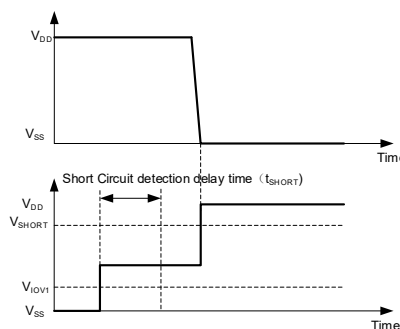 VDD
VSS
Time
Short Circuit detection delay time（tSHORT)
VDD
VSHORT
VIOV1
VSS
Time